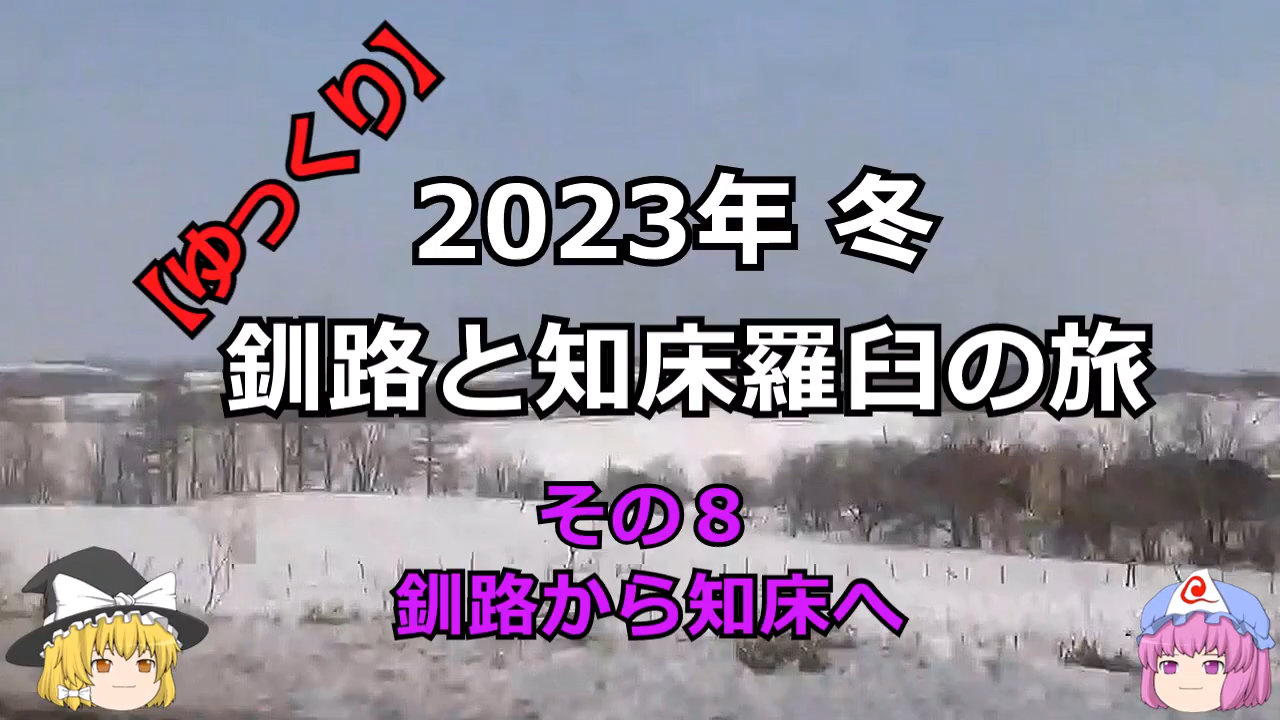 【ゆっくり】
2023年 冬
釧路と知床羅臼の旅
その８
釧路から知床へ